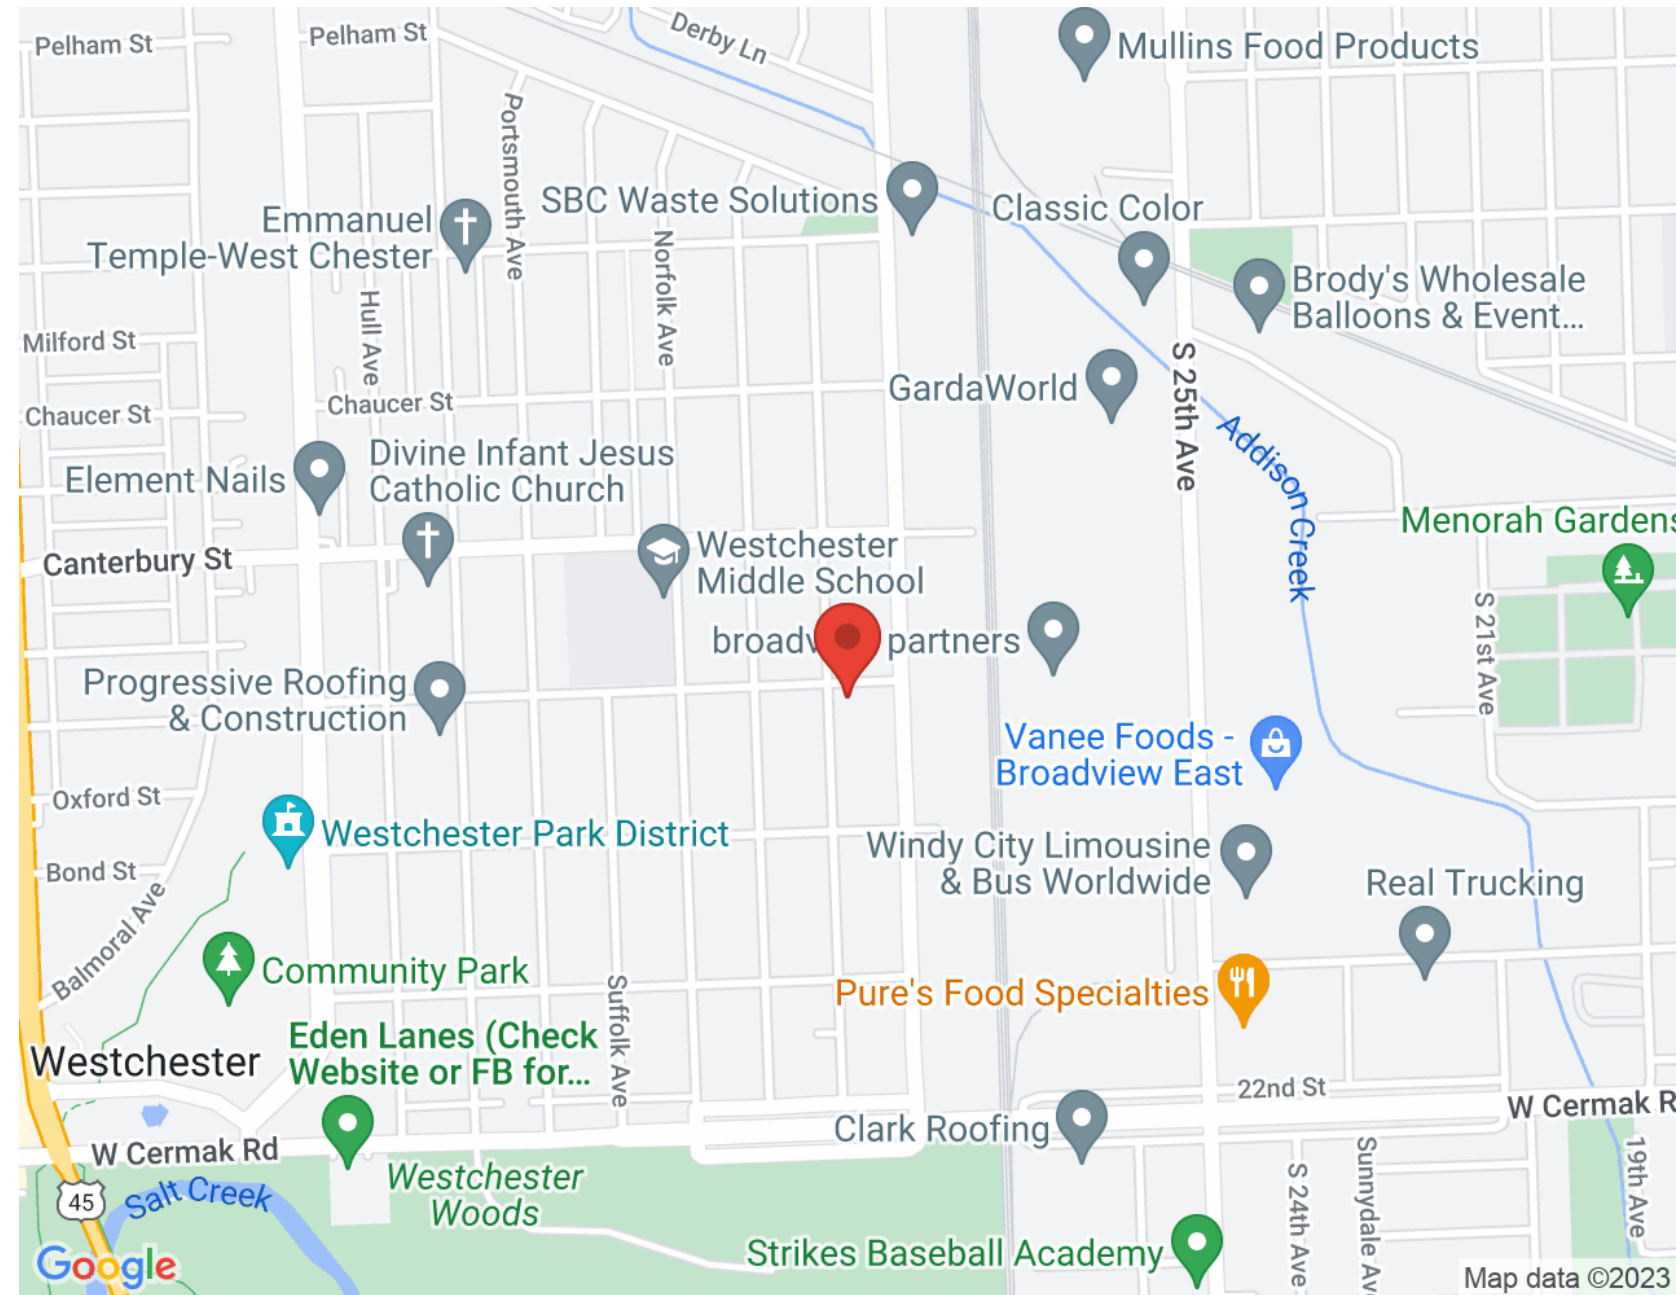 Pelham St
Pelham St
Derby Ln
Mullins Food Products
Portsmouth Ave
SBC Waste Solutions
Classic Color
Emmanuel
Temple-West Chester
Norfolk Ave
Brody's Wholesale
Balloons & Event...
Hull Ave
Milford St
S 25th Ave
GardaWorld
Chaucer St
Chaucer St
Addison Creek
Element Nails
Divine Infant Jesus
Catholic Church
Menorah Gardens
Canterbury St
Westchester
Middle School
S 21st Ave
broadv
partners
Progressive Roofing
& Construction
Vanee Foods -
Broadview East
Oxford St
Westchester Park District
Windy City Limousine
& Bus Worldwide
Bond St
Real Trucking
Balmoral Ave
Community Park
Pure's Food Specialties
Suffolk Ave
Eden Lanes (Check
Website or FB for...
Westchester
22nd St
W Cermak R
Clark Roofing
W Cermak Rd
Westchester
Woods
45
Salt Creek
S 24th Ave
Sunnydale Av
19th Ave
Strikes Baseball Academy
Google
Map data ©2023